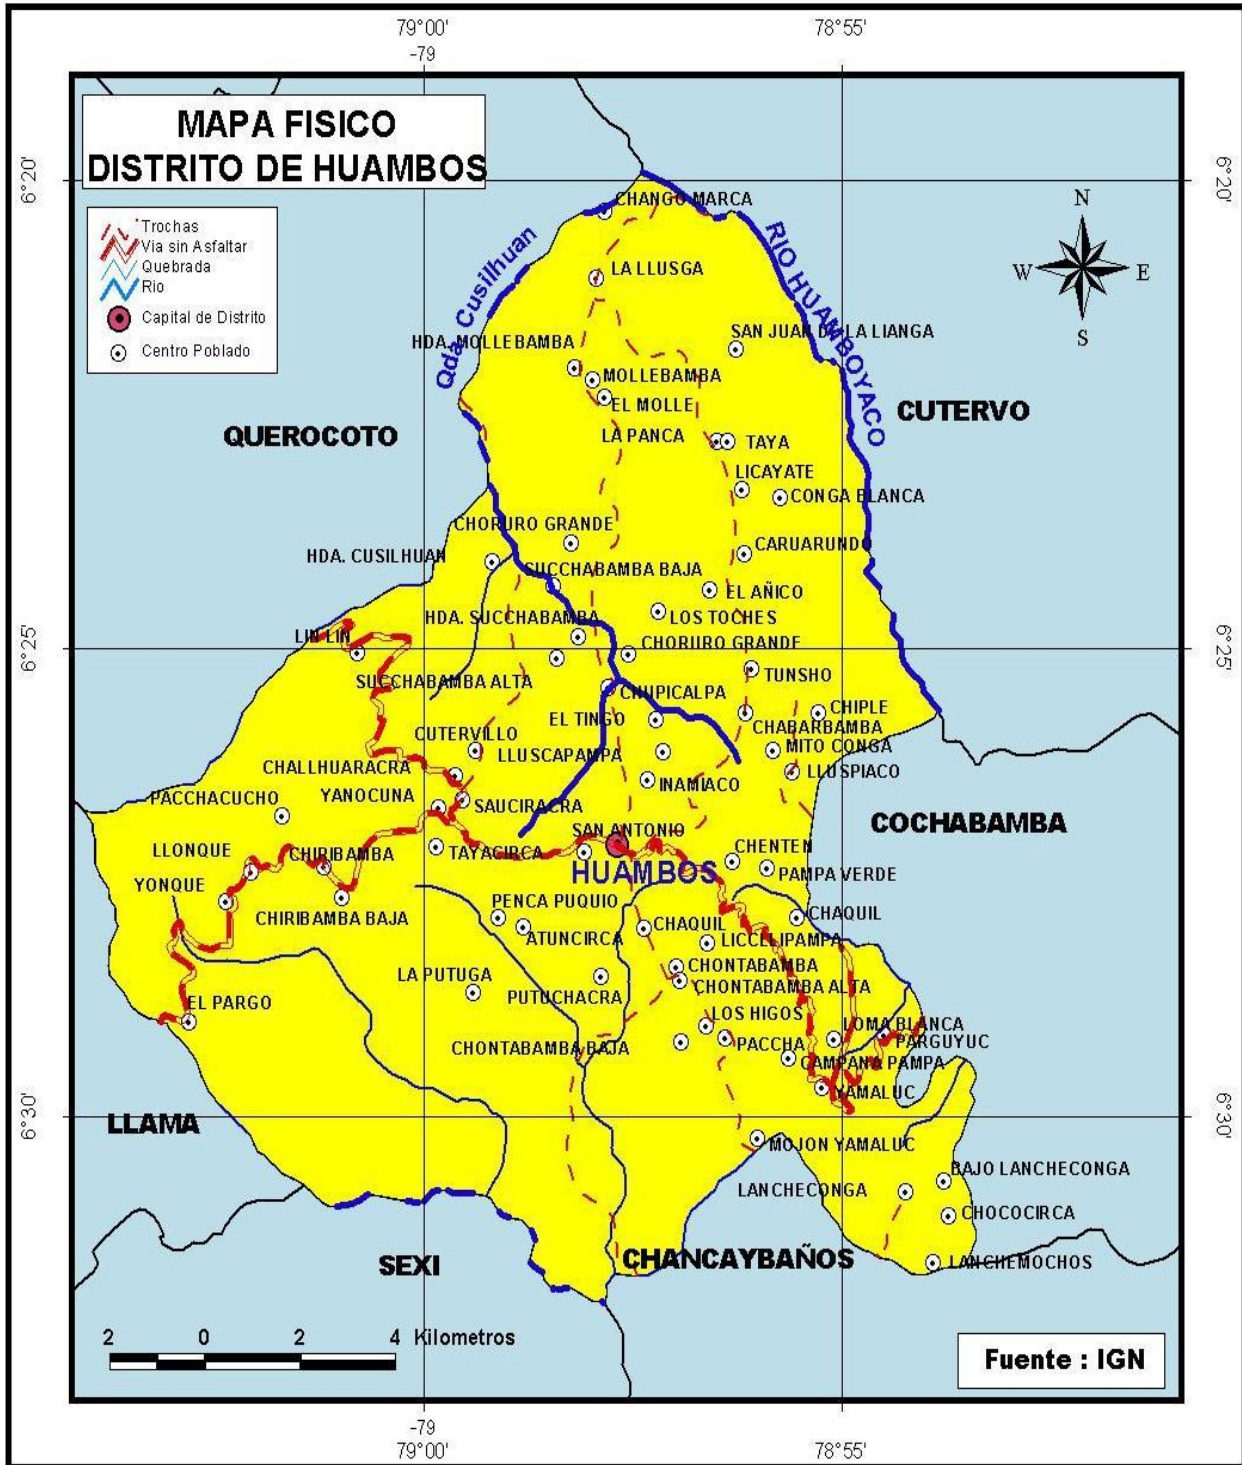 79°00'
78°55'
-79
MAPA FISICO
DISTRITO DE HUAMBOS
6°20'
6°20'
Trochas
Via sin Asfaltar
Quebrada
Rio
Capital de Distrito
Centro Poblado
N
W
E
S
CHANGO MARCA
Qda. Cusilhuan
RIO HUAMBOYACO
LA LLUSGA
SAN JUAN DE LA LIANGA
HDA. MOLLEBAMBA
MOLLEBAMBA
EL MOLLE
CUTERVO
QUEROCOTO
LA PANCA
TAYA
LICAYATE
CONGA BLANCA
CHORURO GRANDE
HDA. CUSILHUAN
CARUARUNDO
SUCCHABAMBA BAJA
EL AÑICO
HDA. SUCCHABAMBA
LOS TOCHES
LIN LIN
CHORURO GRANDE
6°25'
6°25'
TUNSHO
SUCCHABAMBA ALTA
CHUPICALPA
EL TINGO
CHIPLE
CHABARBAMBA
CUTERVILLO
LLUSCAPAMPA
MITO CONGA
CHALLHUARACRA
INAMIACO
LLUSPIACO
PACCHACUCHO
YANOCUNA
SAUCIRACRA
COCHABAMBA
SAN ANTONIO
LLONQUE
CHIRIBAMBA
TAYACIRCA
HUAMBOS
CHENTEN
PAMPA VERDE
YONQUE
CHIRIBAMBA BAJA
PENCA PUQUIO
ATUNCIRCA
CHAQUIL
CHAQUIL
LICCLLIPAMPA
CHONTABAMBA
LA PUTUGA
PUTUCHACRA
CHONTABAMBA ALTA
EL PARGO
LOS HIGOS
LOMA BLANCA
CHONTABAMBA BAJA
PACCHA
PARGUYUC
CAMPANA PAMPA
YAMALUC
6°30'
6°30'
LLAMA
MOJON YAMALUC
BAJO LANCHECONGA
LANCHECONGA
CHOCOCIRCA
SEXI
CHANCAYBAÑOS
LANCHEMOCHOS
2 0 2 4 Kilometros
Fuente : IGN
-79
79°00'
78°55'